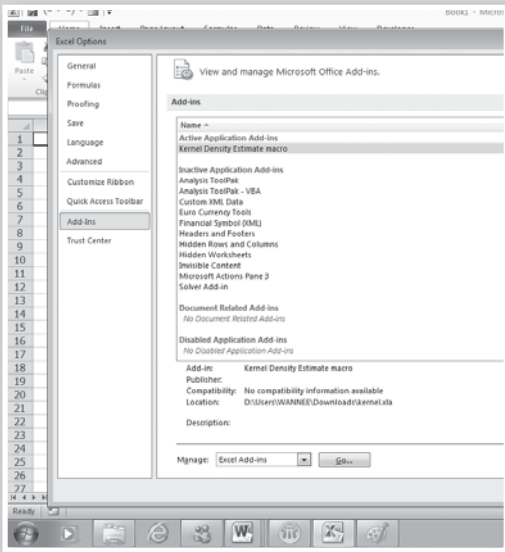 Book1 - Micros
File
Home Insert Page Layout Formulas Data Review View Developer
Paste
Clip
Excel Options
General
Formulas
Proofing
Save
Language
Advanced
Customize Ribbon
Quick Access Toolbar
Add-Ins
Trust Center
View and manage Microsoft Office Add-ins.
Add-ins
Name
Active Application Add-ins
Kernel Density Estimate macro
Inactive Application Add-ins
Analysis ToolPak
Analysis ToolPak - VBA
Custom XML Data
Euro Currency Tools
Financial Symbol (XML)
Headers and Footers
Hidden Rows and Columns
Hidden Worksheets
Invisible Content
Microsoft Actions Pane 3
Solver Add-in
Document Related Add-ins
No Document Related Add-ins
Disabled Application Add-ins
No Disabled Application Add-ins
Add-in: Kernel Density Estimate macro
Publisher:
Compatibility: No compatibility information available
Location: D:\Users\WANNEE\Downloads\kernel.xla
Description:
Manage: Excel Add-ins Go...
1
2
3
4
5
6
7
8
9
10
11
12
13
14
15
16
17
18
19
20
21
22
23
24
25
26
27
Ready